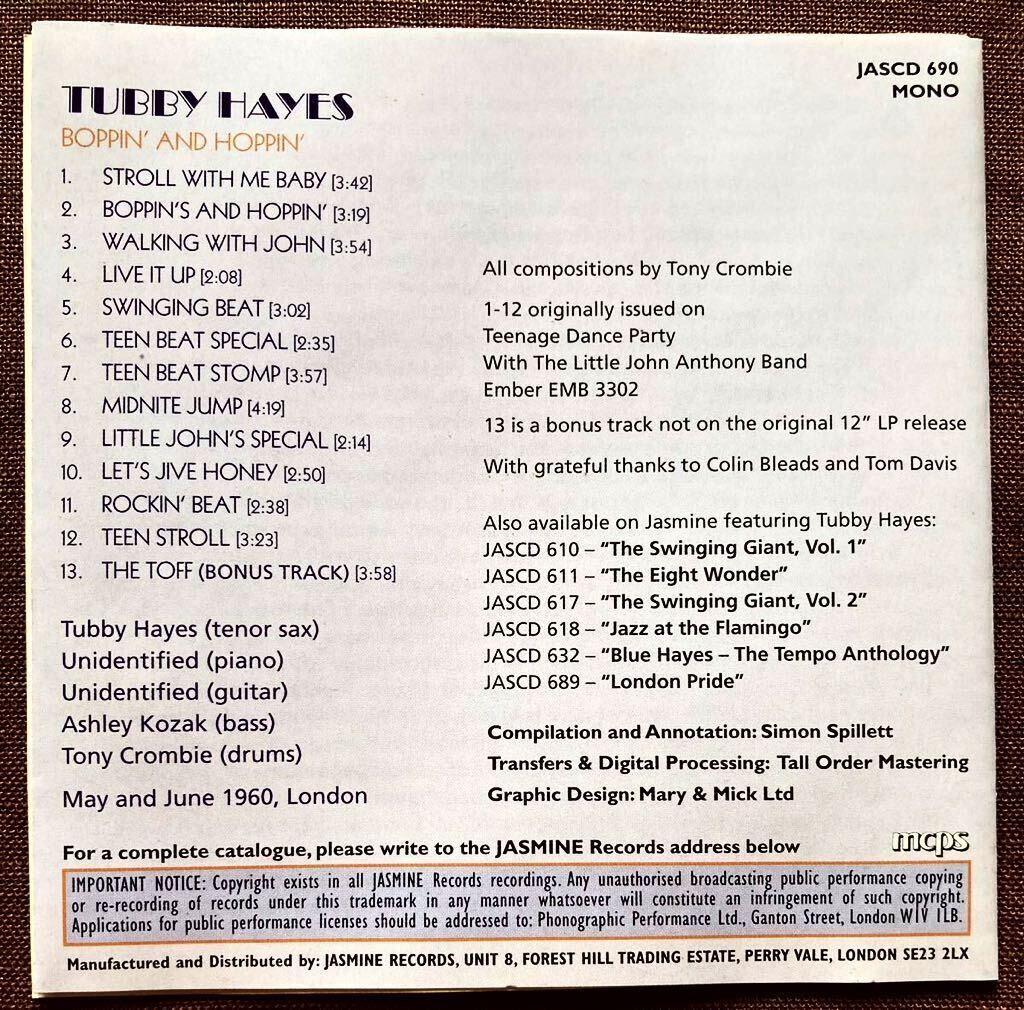 JASCD 690
MONO
TUBBY HAYES
BOPPIN' AND HOPPIN'
1. STROLL WITH ME BABY [3:42]
2. BOPPIN'S AND HOPPIN' [3:19]
3. WALKING WITH JOHN [3:54]
4. LIVE IT UP [2:08]
5. SWINGING BEAT [3:02]
6. TEEN BEAT SPECIAL [2:35]
7. TEEN BEAT STOMP [3:57]
8. MIDNITE JUMP [4:19]
9. LITTLE JOHN'S SPECIAL [2:14]
10. LET'S JIVE HONEY [2:50]
11. ROCKIN' BEAT [2:38]
12. TEEN STROLL [3:23]
13. THE TOFF (BONUS TRACK) [3:58]
Tubby Hayes (tenor sax)
Unidentified (piano)
Unidentified (guitar)
Ashley Kozak (bass)
Tony Crombie (drums)
May and June 1960, London
All compositions by Tony Crombie
1-12 originally issued on
Teenage Dance Party
With The Little John Anthony Band
Ember EMB 3302
13 is a bonus track not on the original 12" LP release
With grateful thanks to Colin Bleads and Tom Davis
Also available on Jasmine featuring Tubby Hayes:
JASCD 610 – "The Swinging Giant, Vol. 1"
JASCD 611 – "The Eight Wonder"
JASCD 617 – "The Swinging Giant, Vol. 2"
JASCD 618 – "Jazz at the Flamingo"
JASCD 632 – "Blue Hayes – The Tempo Anthology"
JASCD 689 – "London Pride"
Compilation and Annotation: Simon Spillett
Transfers & Digital Processing: Tall Order Mastering
Graphic Design: Mary & Mick Ltd
mcps
For a complete catalogue, please write to the JASMINE Records address below
IMPORTANT NOTICE: Copyright exists in all JASMINE Records recordings. Any unauthorised broadcasting public performance copying
or re-recording of records under this trademark in any manner whatsoever will constitute an infringement of such copyright.
Applications for public performance licenses should be addressed to: Phonographic Performance Ltd., Ganton Street, London W1V 1LB.
Manufactured and Distributed by: JASMINE RECORDS, UNIT 8, FOREST HILL TRADING ESTATE, PERRY VALE, LONDON SE23 2LX